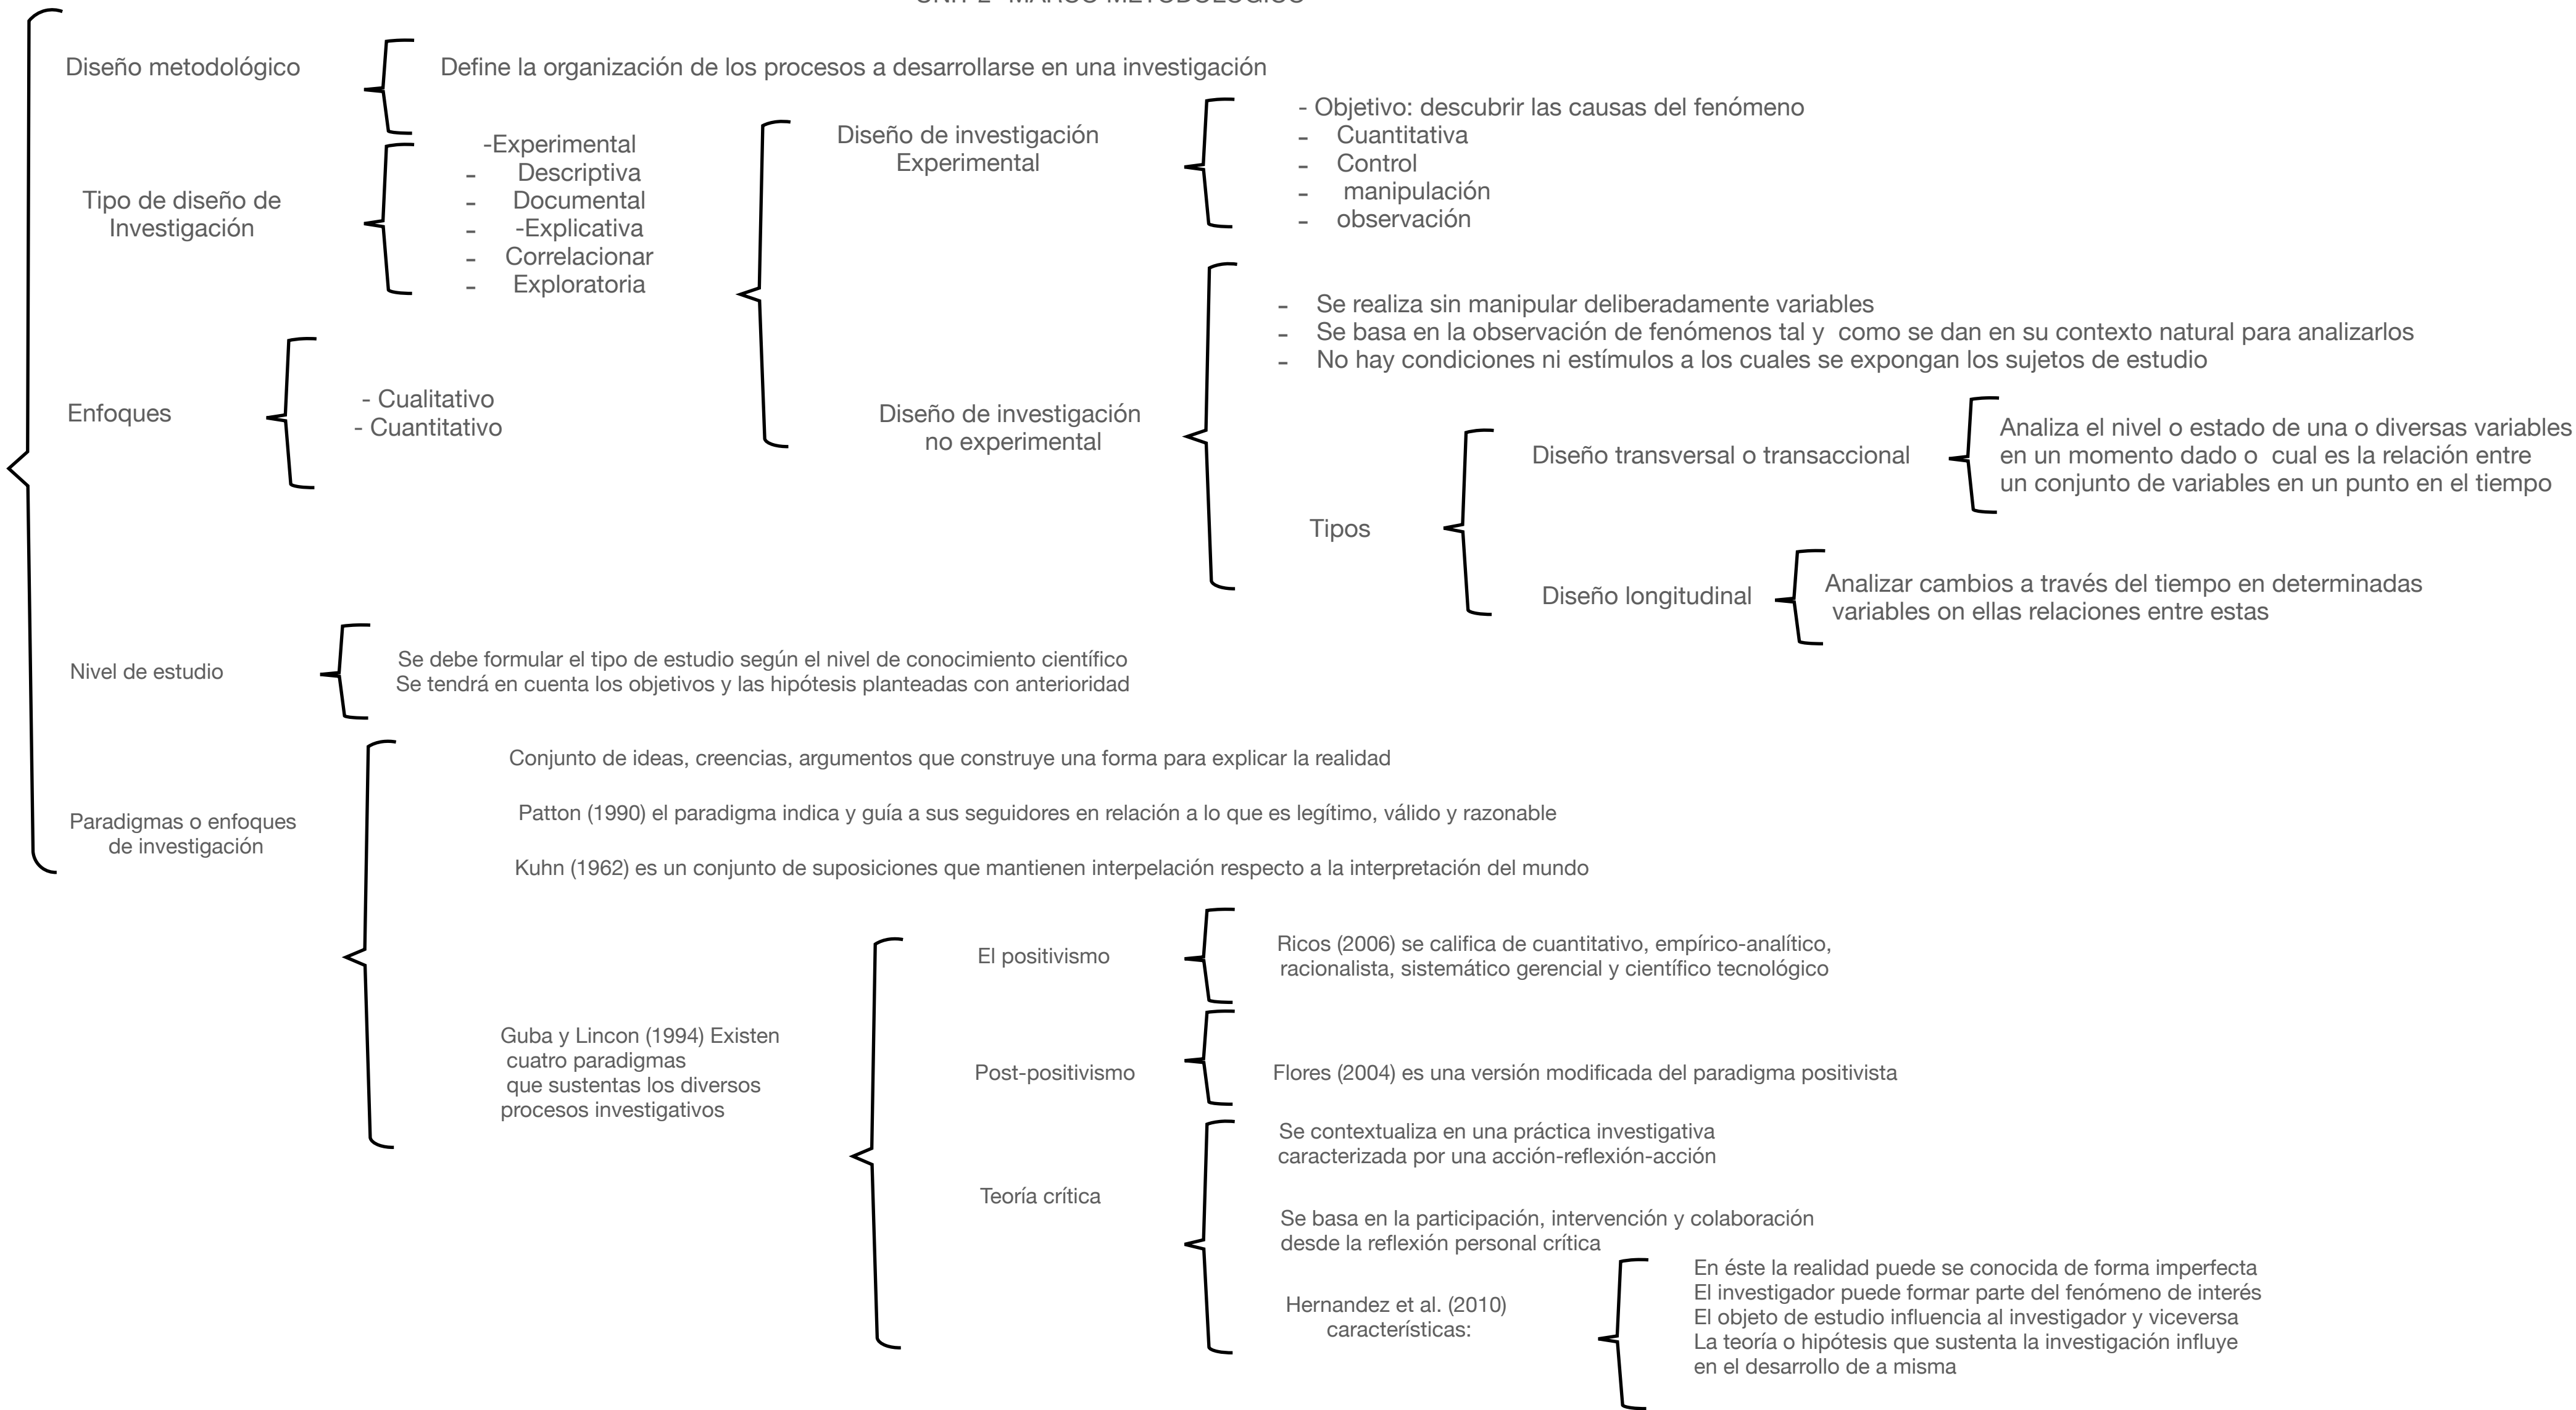 UNIT 2- MARCO METODOLÓGICO
Diseño metodológico
Define la organización de los procesos a desarrollarse en una investigación
Tipo de diseño de
Investigación
-Experimental
- Descriptiva
- Documental
- -Explicativa
- Correlacionar
- Exploratoria
Diseño de investigación
Experimental
- Objetivo: descubrir las causas del fenómeno
- Cuantitativa
- Control
- manipulación
- observación
Diseño de investigación
no experimental
- Se realiza sin manipular deliberadamente variables
- Se basa en la observación de fenómenos tal y como se dan en su contexto natural para analizarlos
- No hay condiciones ni estímulos a los cuales se expongan los sujetos de estudio
Tipos
Diseño transversal o transaccional
Analiza el nivel o estado de una o diversas variables
en un momento dado o cual es la relación entre
un conjunto de variables en un punto en el tiempo
Diseño longitudinal
Analizar cambios a través del tiempo en determinadas
variables on ellas relaciones entre estas
Enfoques
- Cualitativo
- Cuantitativo
Nivel de estudio
Se debe formular el tipo de estudio según el nivel de conocimiento científico
Se tendrá en cuenta los objetivos y las hipótesis planteadas con anterioridad
Paradigmas o enfoques
de investigación
Conjunto de ideas, creencias, argumentos que construye una forma para explicar la realidad
Patton (1990) el paradigma indica y guía a sus seguidores en relación a lo que es legítimo, válido y razonable
Kuhn (1962) es un conjunto de suposiciones que mantienen interpelación respecto a la interpretación del mundo
Guba y Lincon (1994) Existen
cuatro paradigmas
que sustentas los diversos
procesos investigativos
El positivismo
Ricos (2006) se califica de cuantitativo, empírico-analítico,
racionalista, sistemático gerencial y científico tecnológico
Post-positivismo
Flores (2004) es una versión modificada del paradigma positivista
Teoría crítica
Se contextualiza en una práctica investigativa
caracterizada por una acción-reflexión-acción
Se basa en la participación, intervención y colaboración
desde la reflexión personal crítica
Hernandez et al. (2010)
características:
En éste la realidad puede se conocida de forma imperfecta
El investigador puede formar parte del fenómeno de interés
El objeto de estudio influencia al investigador y viceversa
La teoría o hipótesis que sustenta la investigación influye
en el desarrollo de a misma